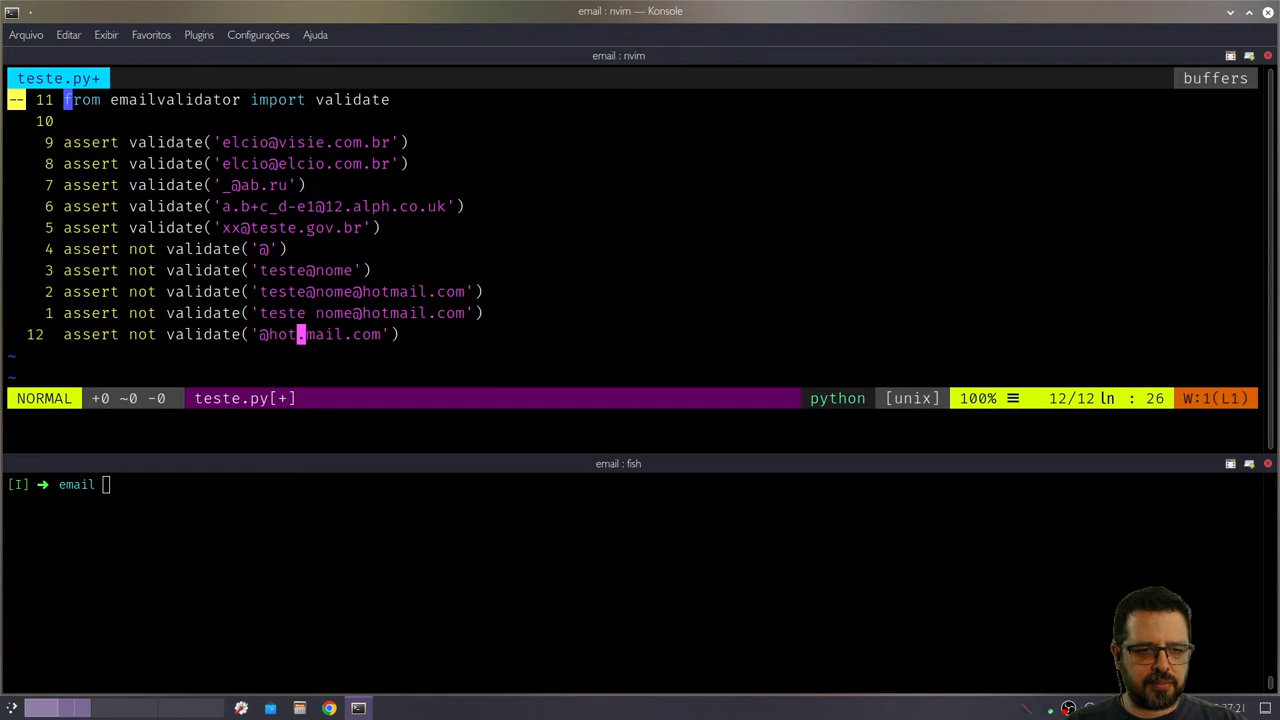 email : nvim — Konsole
Arquivo Editar Exibir Favoritos Plugins Configurações Ajuda
email : nvim
teste.py+ buffers
-- 11 from emailvalidator import validate
10
9 assert validate('elcio@visie.com.br')
8 assert validate('elcio@elcio.com.br')
7 assert validate('_@ab.ru')
6 assert validate('a.b+c_d-e1@12.alph.co.uk')
5 assert validate('xx@teste.gov.br')
4 assert not validate('@')
3 assert not validate('teste@nome')
2 assert not validate('teste@nome@hotmail.com')
1 assert not validate('teste nome@hotmail.com')
12 assert not validate('@hot.mail.com')
~
~
NORMAL +0 ~0 -0 teste.py[+] python [unix] 100% ☰ 12/12 ln : 26 W:1(L1)
email : fish
[I] ➜ email
7:21